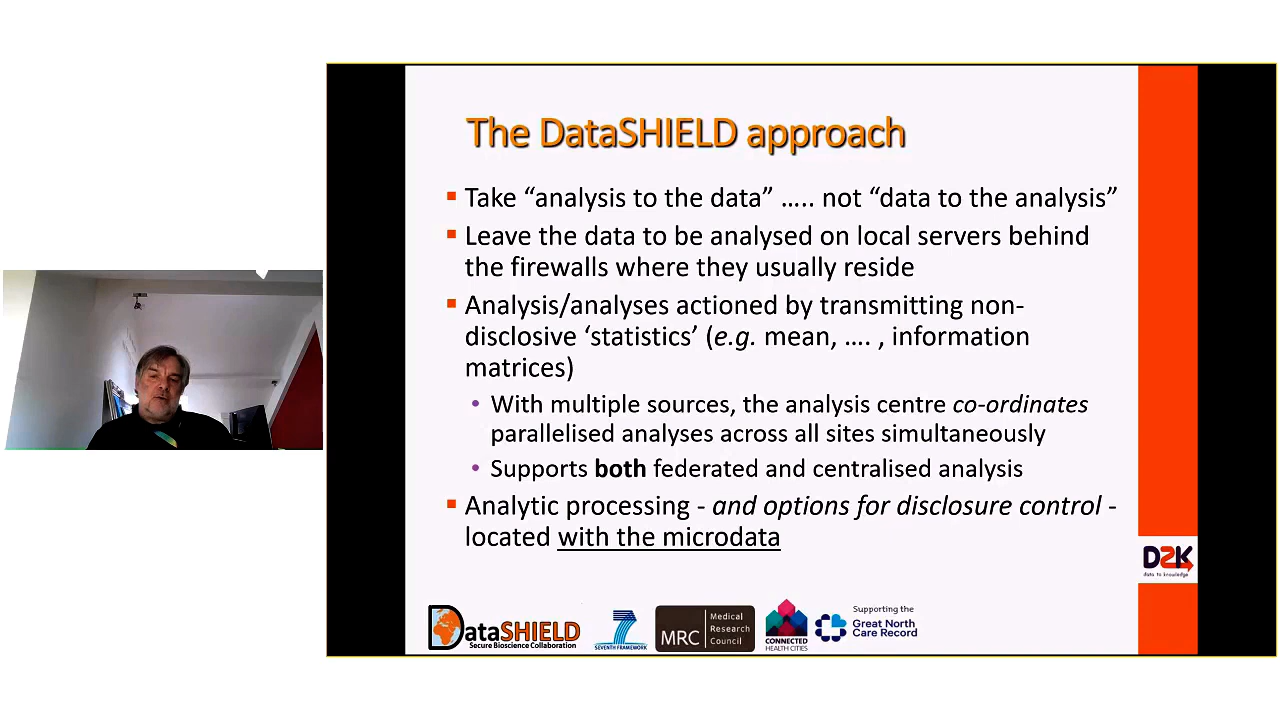 The DataSHIELD approach
Take “analysis to the data” ….. not “data to the analysis”
Leave the data to be analysed on local servers behind
the firewalls where they usually reside
Analysis/analyses actioned by transmitting non-
disclosive ‘statistics’ (e.g. mean, …. , information
matrices)
With multiple sources, the analysis centre co-ordinates
parallelised analyses across all sites simultaneously
Supports both federated and centralised analysis
Analytic processing - and options for disclosure control -
located with the microdata
D2K
data to knowledge
DataSHIELD
Secure Bioscience Collaboration
7
SEVENTH FRAMEWORK
MRC
Medical
Research
Council
CONNECTED
HEALTH CITIES
Supporting the
Great North
Care Record